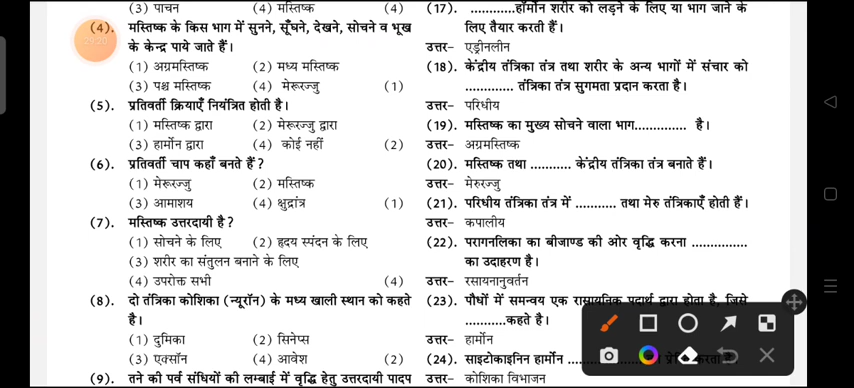 (3) पाचन (4) मस्तिष्क (4)
(4). मस्तिष्क के किस भाग में सुनने, सूँघने, देखने, सोचने व भूख
के केन्द्र पाये जाते हैं।
(1) अग्रमस्तिष्क (2) मध्य मस्तिष्क
(3) पश्च मस्तिष्क (4) मेरूरज्जु (1)
(5). प्रतिवर्ती क्रियाएँ नियंत्रित होती है।
(1) मस्तिष्क द्वारा (2) मेरूरज्जु द्वारा
(3) हार्मोन द्वारा (4) कोई नहीं (2)
(6). प्रतिवर्ती चाप कहाँ बनते हैं ?
(1) मेरूरज्जु (2) मस्तिष्क
(3) आमाशय (4) क्षुद्रांत्र (1)
(7). मस्तिष्क उत्तरदायी है ?
(1) सोचने के लिए (2) हृदय स्पंदन के लिए
(3) शरीर का संतुलन बनाने के लिए
(4) उपरोक्त सभी (4)
(8). दो तंत्रिका कोशिका (न्यूरॉन) के मध्य खाली स्थान को कहते
है।
(1) दुमिका (2) सिनेप्स
(3) एक्सॉन (4) आवेश (2)
(9). तने की पर्व संधियों की लम्बाई में वृद्धि हेतु उत्तरदायी पादप
(17). ............हॉर्मोन शरीर को लड़ने के लिए या भाग जाने के
लिए तैयार करती हैं।
उत्तर- एड्रीनलीन
(18). केंद्रीय तंत्रिका तंत्र तथा शरीर के अन्य भागों में संचार को
............. तंत्रिका तंत्र सुगमता प्रदान करता है।
उत्तर- परिधीय
(19). मस्तिष्क का मुख्य सोचने वाला भाग.............. है।
उत्तर- अग्रमस्तिष्क
(20). मस्तिष्क तथा ........... केंद्रीय तंत्रिका तंत्र बनाते हैं।
उत्तर- मेरुरज्जु
(21). परिधीय तंत्रिका तंत्र में ........... तथा मेरु तंत्रिकाएँ होती हैं।
उत्तर- कपालीय
(22). परागनलिका का बीजाण्ड की ओर वृद्धि करना ...............
का उदाहरण है।
उत्तर- रसायनानुवर्तन
(23). पौधों में समन्वय एक रासायनिक पदार्थ द्वारा होता है, जिसे
...........कहते है।
उत्तर- हार्मोन
(24). साइटोकाइनिन हार्मोन ...
उत्तर- कोशिका विभाजन